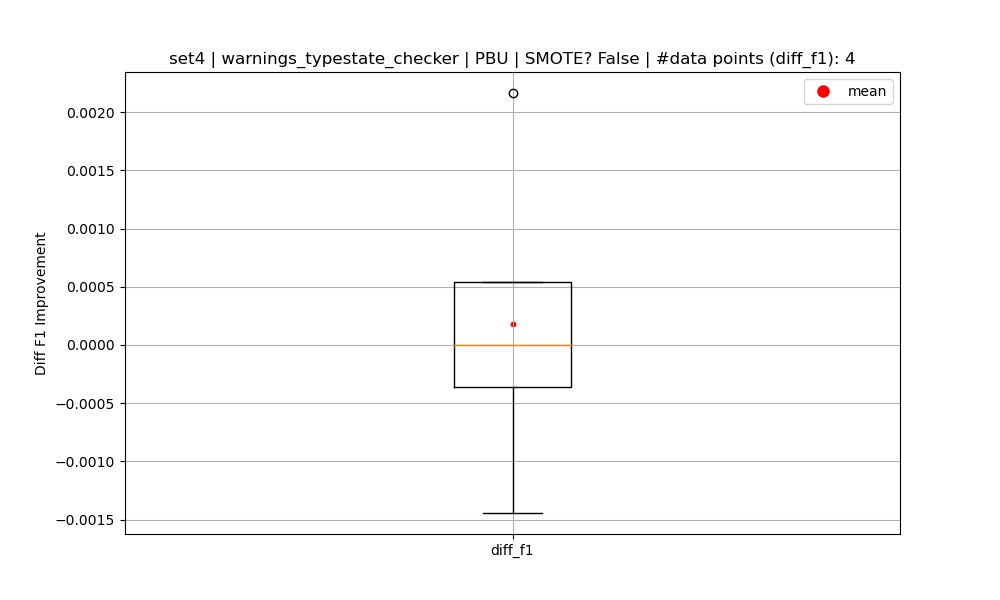 set4 | warnings_typestate_checker | PBU | SMOTE? False | #data points (diff_f1): 4
mean
0.0020
0.0015
0.0010
0.0005
0.0000
−0.0005
−0.0010
−0.0015
Diff F1 Improvement
diff_f1